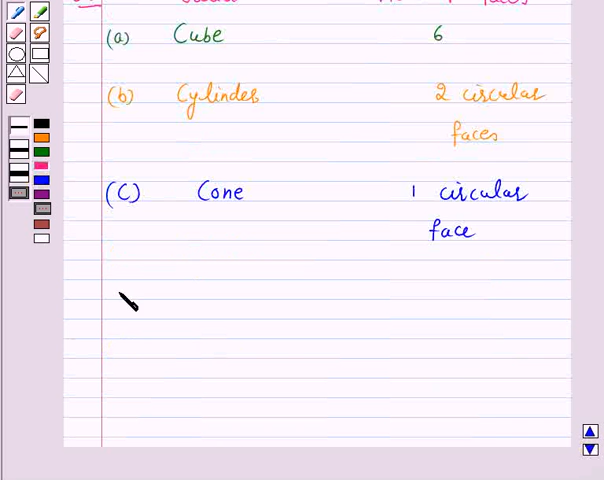 (a) Cube 6
(b) Cylinder 2 circular
faces
(C) Cone 1 circular
face